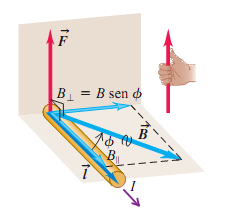 F⃗
B⊥ = B sen ϕ
ϕ
B⃗
B∥
l⃗
I